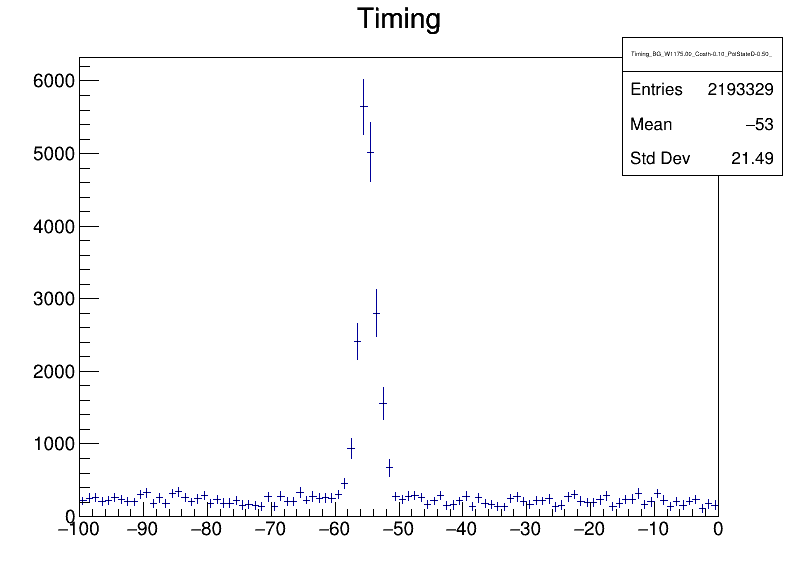 Timing
Timing_BG_W1175.00_Costh-0.10_PolStateD-0.50_
Entries 2193329
Mean −53
Std Dev 21.49
6000
5000
4000
3000
2000
1000
0
−100 −90 −80 −70 −60 −50 −40 −30 −20 −10 0